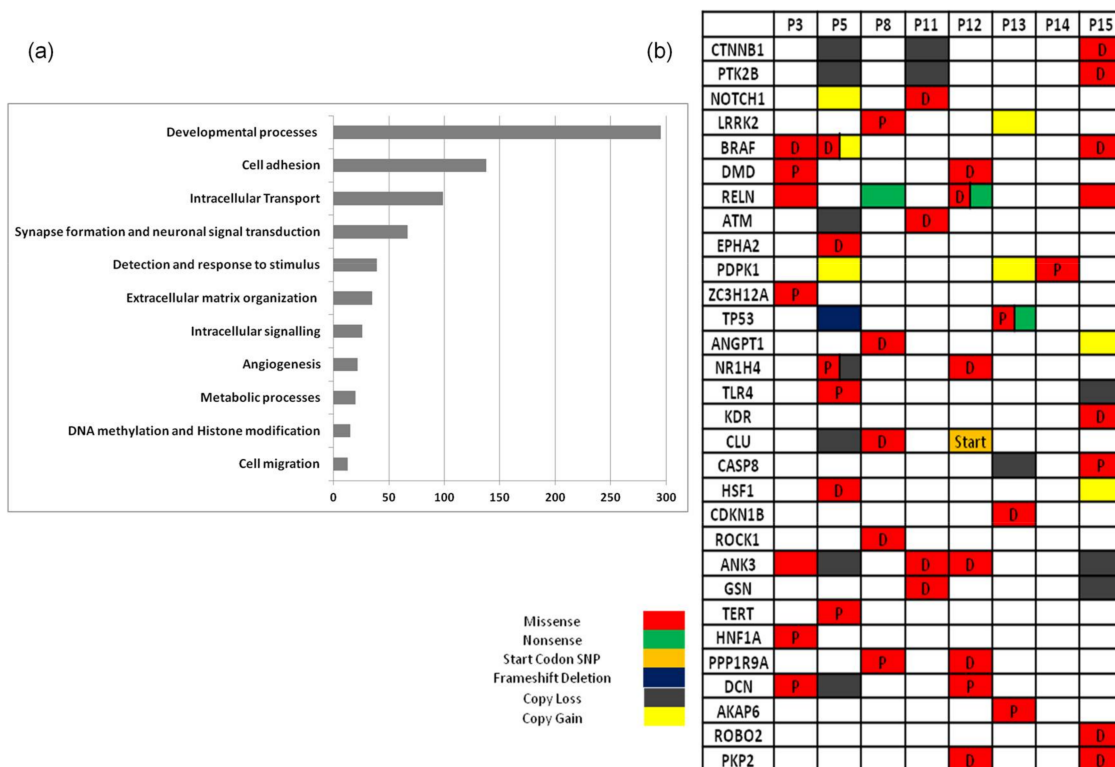 (a)
Developmental processes
Cell adhesion
Intracellular Transport
Synapse formation and neuronal signal transduction
Detection and response to stimulus
Extracellular matrix organization
Intracellular signalling
Angiogenesis
Metabolic processes
DNA methylation and Histone modification
Cell migration
0 50 100 150 200 250 300
(b)
P3 P5 P8 P11 P12 P13 P14 P15
CTNNB1 D
PTK2B D
NOTCH1 D
LRRK2 P
BRAF D D D
DMD P D
RELN D
ATM D
EPHA2 D
PDPK1 P
ZC3H12A P
TP53 P
ANGPT1 D
NR1H4 P D
TLR4 P
KDR D
CLU D Start
CASP8 P
HSF1 D
CDKN1B D
ROCK1 D
ANK3 D D
GSN D
TERT P
HNF1A P
PPP1R9A P D
DCN P P
AKAP6 P
ROBO2 D
PKP2 D D
Missense
Nonsense
Start Codon SNP
Frameshift Deletion
Copy Loss
Copy Gain